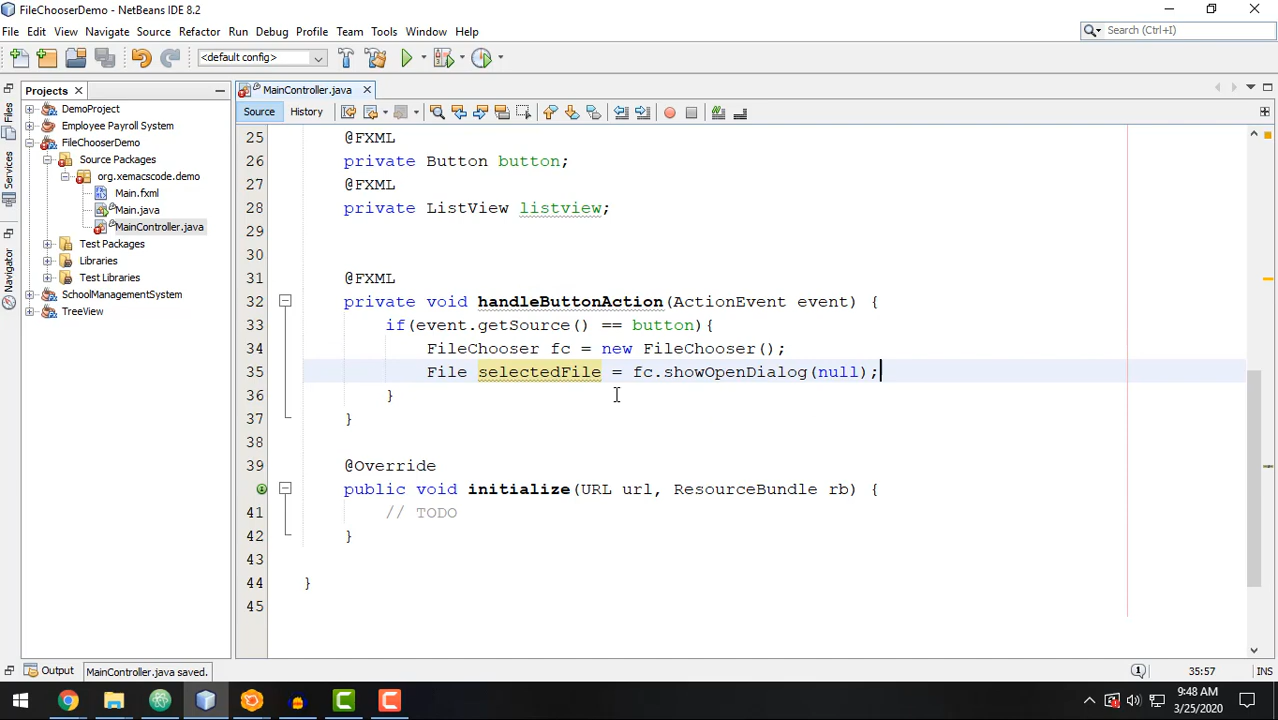 FileChooserDemo - NetBeans IDE 8.2
File Edit View Navigate Source Refactor Run Debug Profile Team Tools Window Help
Search (Ctrl+I)
<default config>
Projects
MainController.java
Files
Services
Navigator
DemoProject
Employee Payroll System
FileChooserDemo
Source Packages
org.xemacscode.demo
Main.fxml
Main.java
MainController.java
Test Packages
Libraries
Test Libraries
SchoolManagementSystem
TreeView
Source History
25 @FXML
26 private Button button;
27 @FXML
28 private ListView listview;
29
30
31 @FXML
32 private void handleButtonAction(ActionEvent event) {
33 if(event.getSource() == button){
34 FileChooser fc = new FileChooser();
35 File selectedFile = fc.showOpenDialog(null);
36 }
37 }
38
39 @Override
public void initialize(URL url, ResourceBundle rb) {
41 // TODO
42 }
43
44 }
45
Output
MainController.java saved.
1
35:57
INS
9:48 AM
3/25/2020